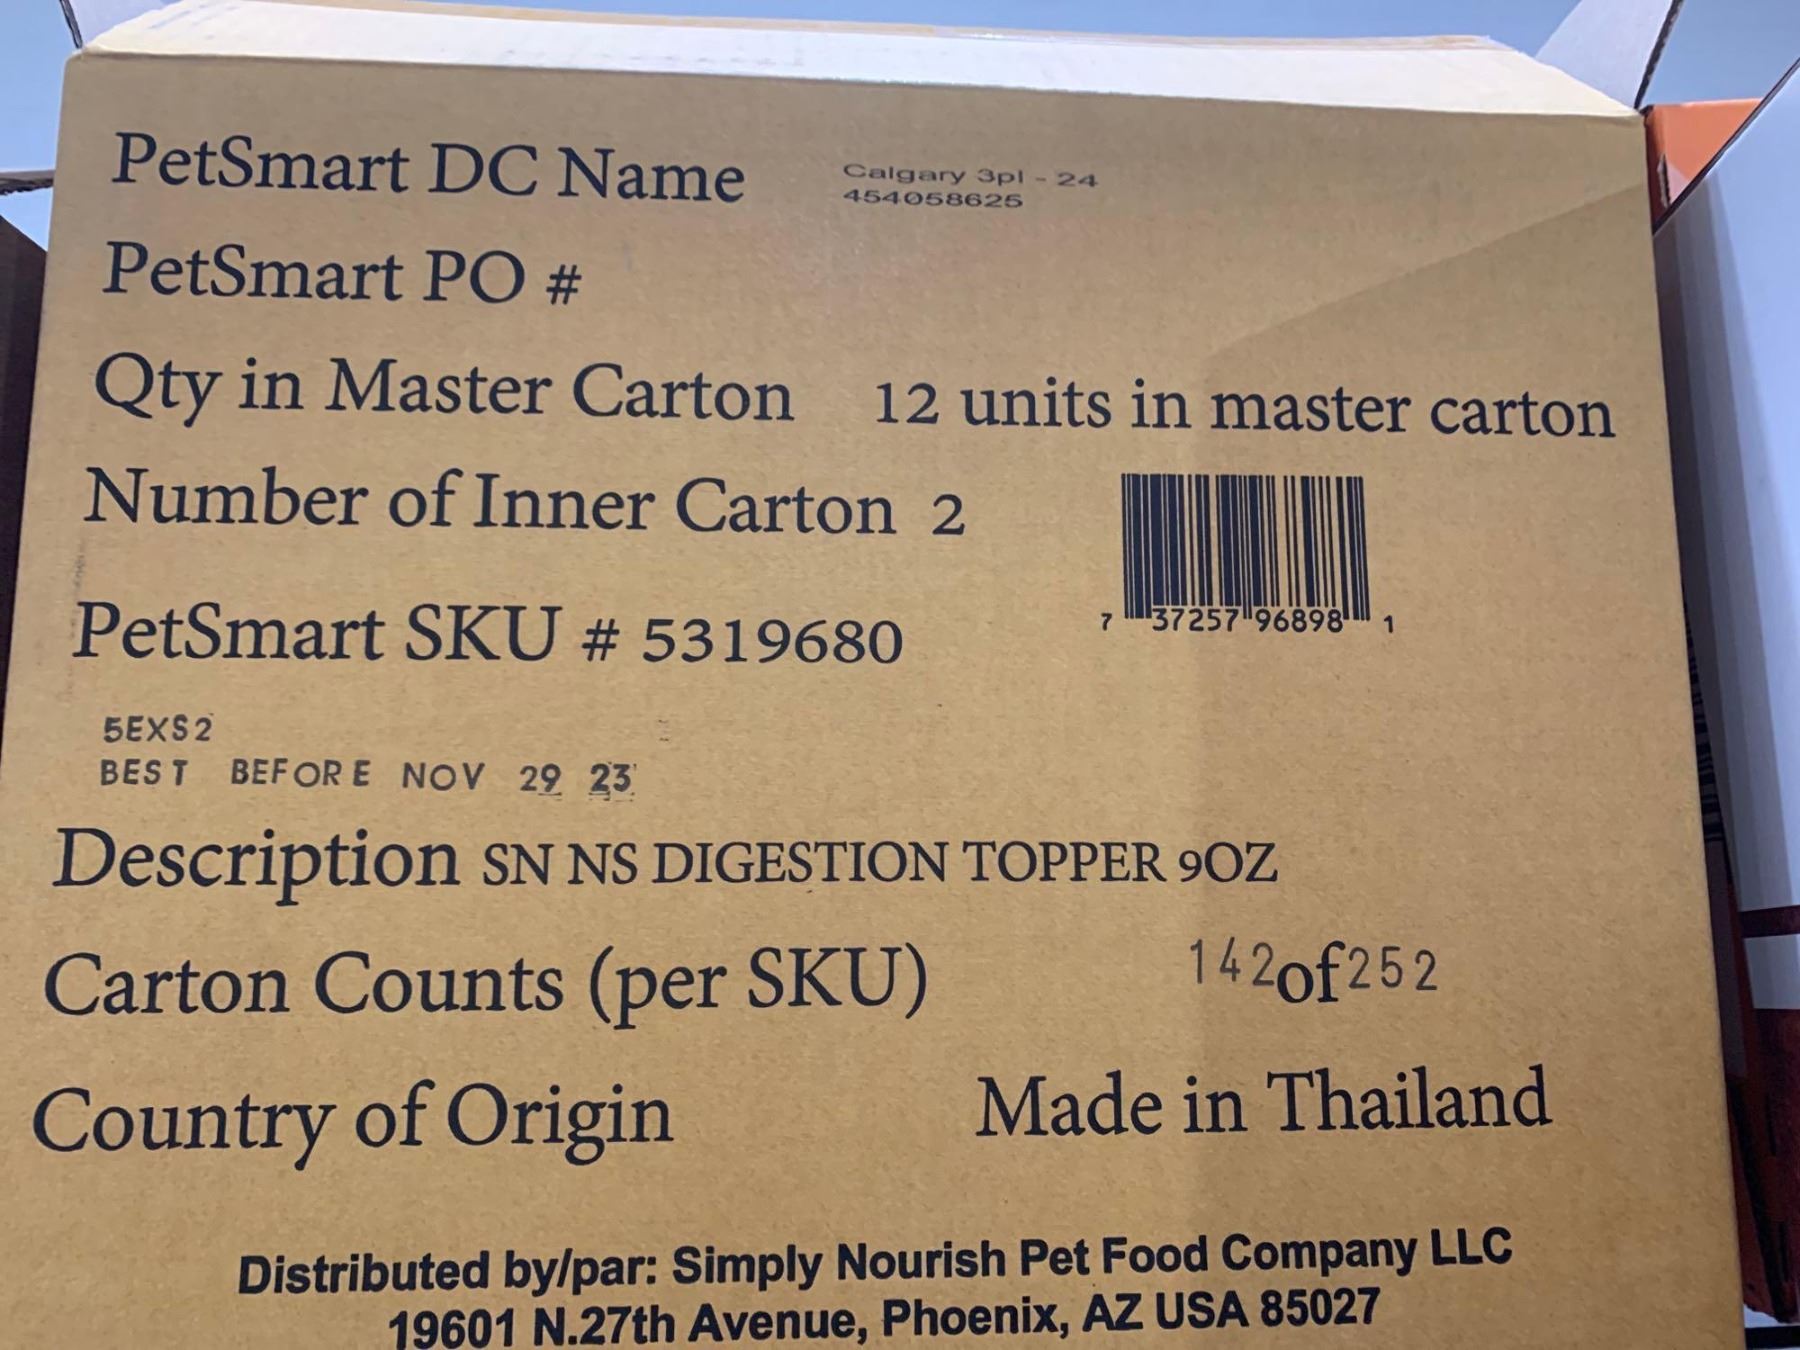 PetSmart DC Name Calgary 3pl - 24
454058625
PetSmart PO #
Qty in Master Carton 12 units in master carton
Number of Inner Carton 2
PetSmart SKU # 5319680
7 37257 96898 1
5EXS2
BEST BEFORE NOV 29 23
Description SN NS DIGESTION TOPPER 9OZ
Carton Counts (per SKU) 142of252
Country of Origin Made in Thailand
Distributed by/par: Simply Nourish Pet Food Company LLC
19601 N.27th Avenue, Phoenix, AZ USA 85027